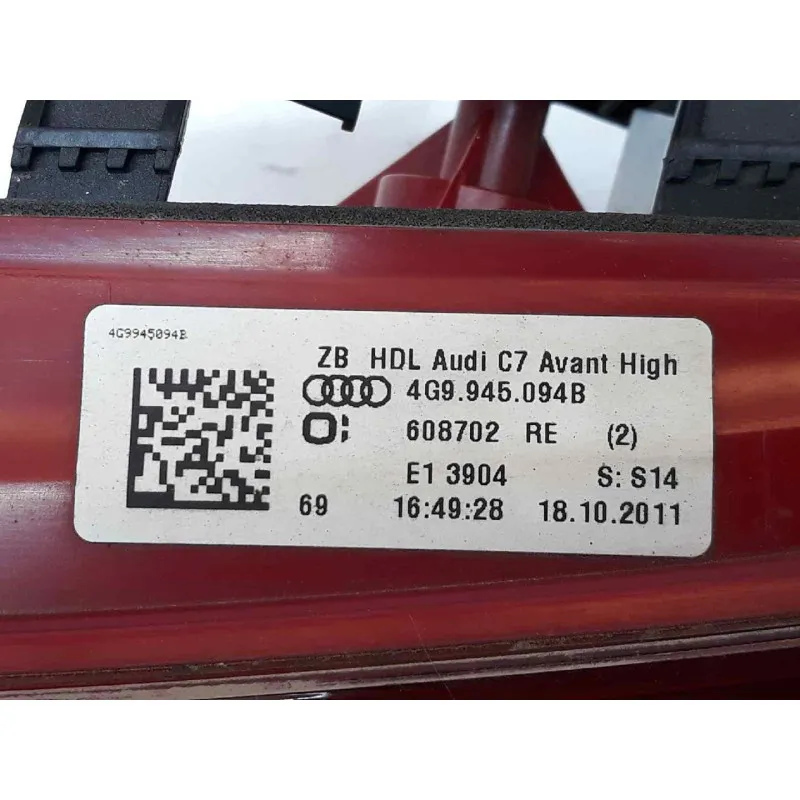 4G9945094B
ZB HDL Audi C7 Avant High
4G9.945.094B
608702 RE (2)
E1 3904 S: S14
69 16:49:28 18.10.2011